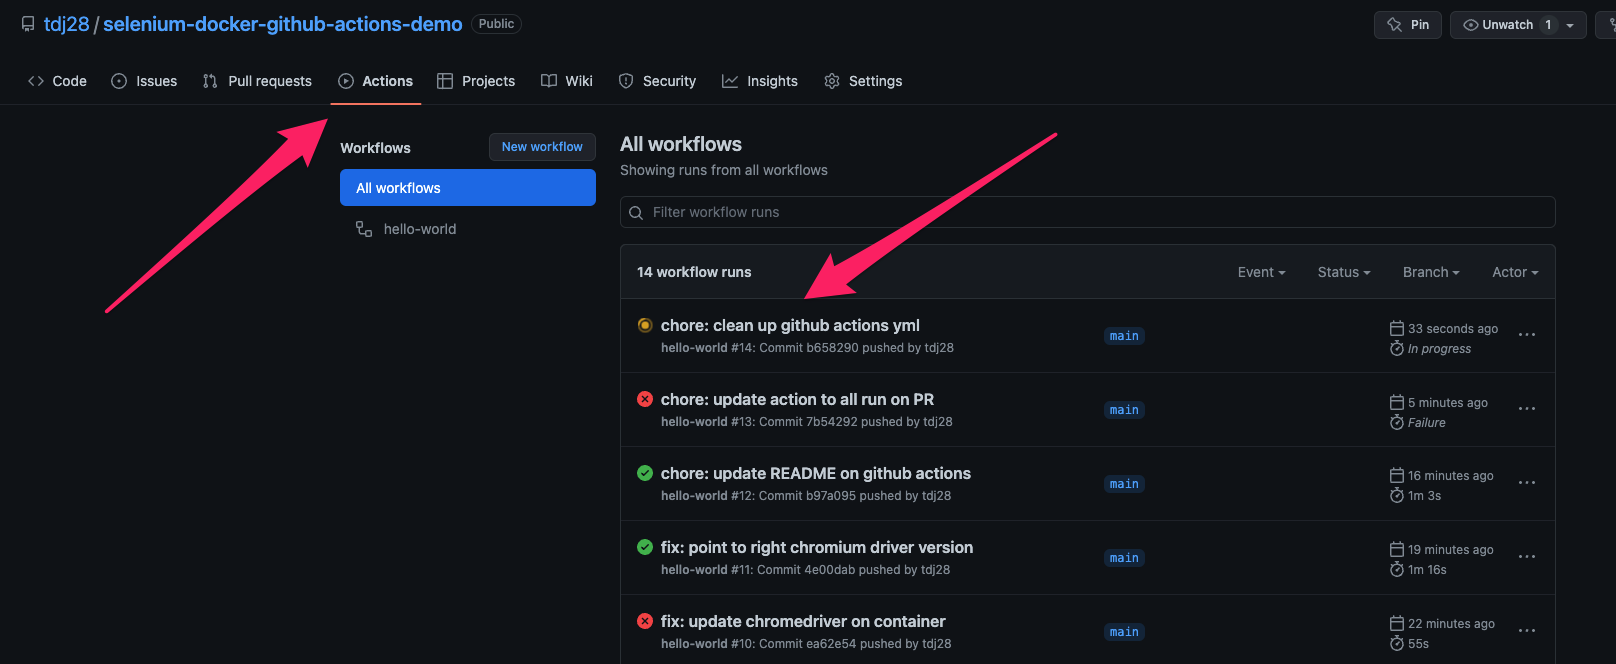 tdj28 / selenium-docker-github-actions-demo Public Pin Unwatch 1
Code Issues Pull requests Actions Projects Wiki Security Insights Settings
Workflows New workflow
All workflows
hello-world
All workflows
Showing runs from all workflows
Filter workflow runs
14 workflow runs Event Status Branch Actor
chore: clean up github actions yml
hello-world #14: Commit b658290 pushed by tdj28
main
33 seconds ago
In progress
chore: update action to all run on PR
hello-world #13: Commit 7b54292 pushed by tdj28
main
5 minutes ago
Failure
chore: update README on github actions
hello-world #12: Commit b97a095 pushed by tdj28
main
16 minutes ago
1m 3s
fix: point to right chromium driver version
hello-world #11: Commit 4e00dab pushed by tdj28
main
19 minutes ago
1m 16s
fix: update chromedriver on container
hello-world #10: Commit ea62e54 pushed by tdj28
main
22 minutes ago
55s